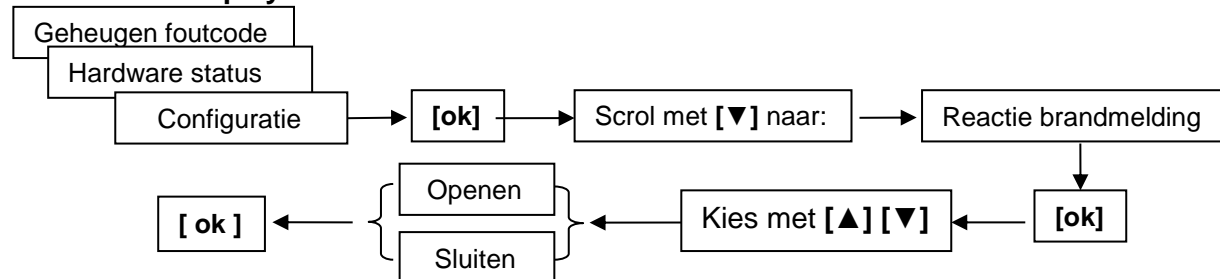 Geheugen foutcode
Hardware status
Configuratie
[ok]
Scrol met [▼] naar:
Reactie brandmelding
[ok]
Kies met [▲] [▼]
Openen
Sluiten
[ ok ]